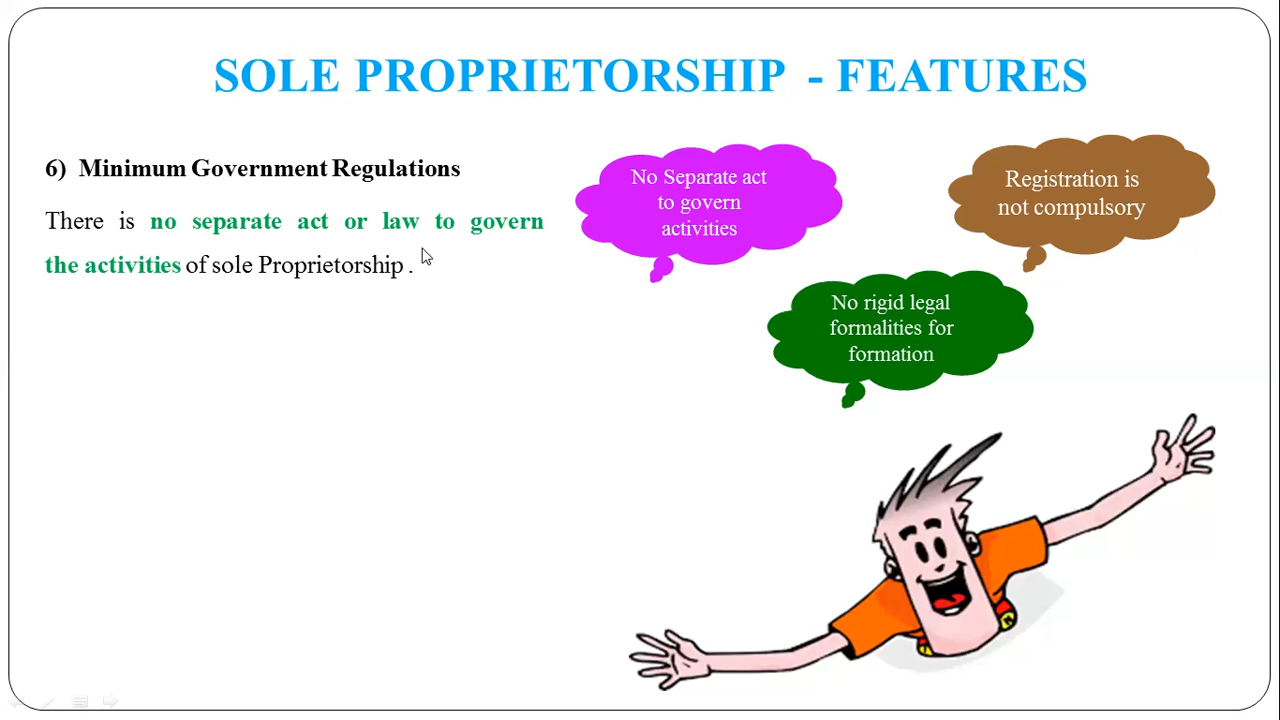 SOLE PROPRIETORSHIP - FEATURES
6) Minimum Government Regulations
There is no separate act or law to govern
the activities of sole Proprietorship .
No Separate act
to govern
activities
Registration is
not compulsory
No rigid legal
formalities for
formation